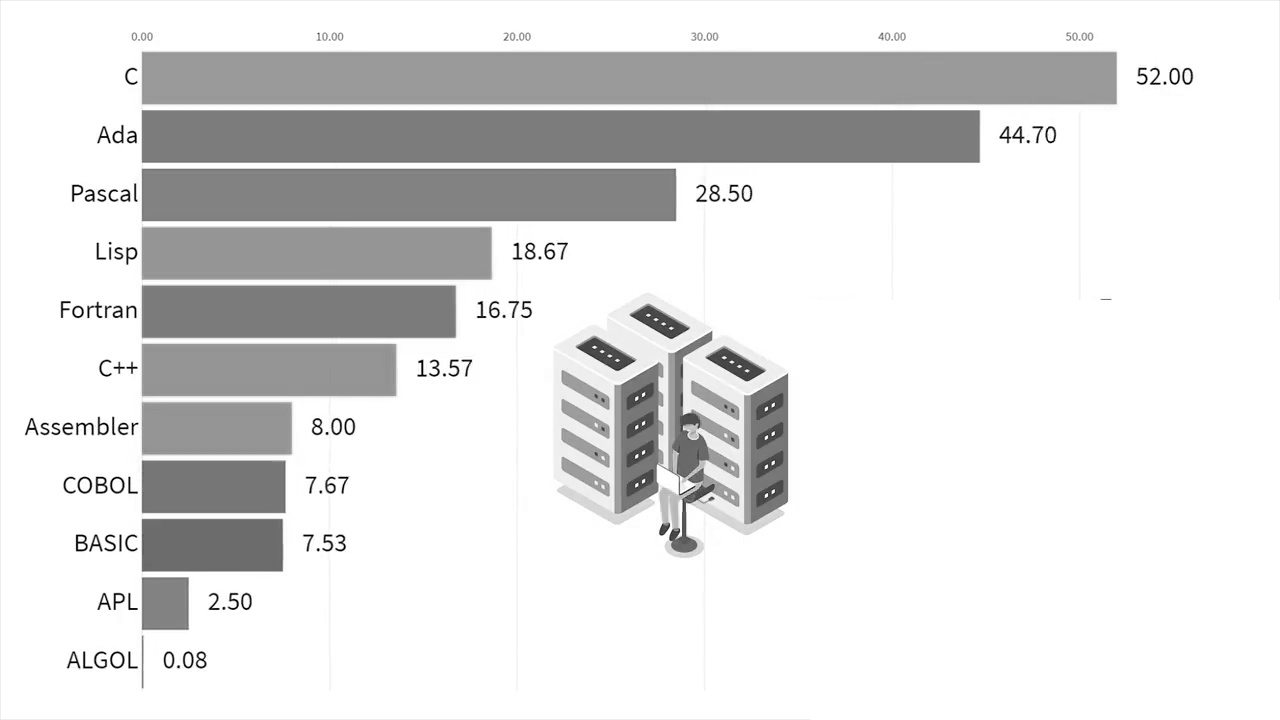 0.00 10.00 20.00 30.00 40.00 50.00
C 52.00
Ada 44.70
Pascal 28.50
Lisp 18.67
Fortran 16.75
C++ 13.57
Assembler 8.00
COBOL 7.67
BASIC 7.53
APL 2.50
ALGOL 0.08